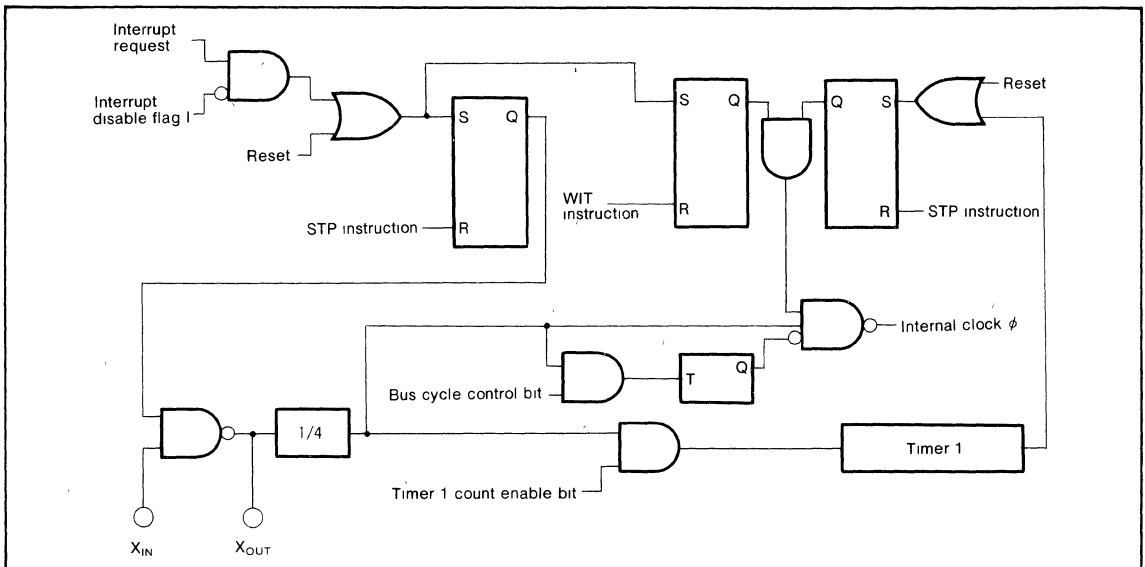 Interrupt
request
Interrupt
disable flag I
Reset
STP instruction
S
Q
R
WIT
instruction
S
Q
R
Q
S
R
Reset
STP instruction
Internal clock ϕ
Bus cycle control bit
T
Q
1/4
Timer 1
Timer 1 count enable bit
XIN
XOUT